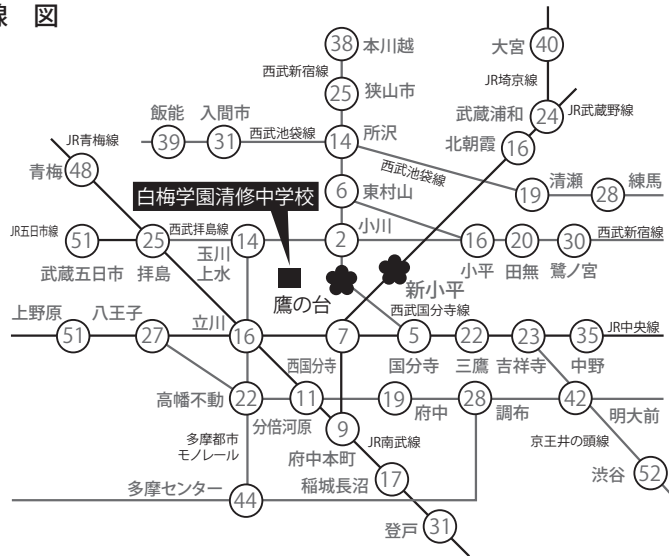 線 図
38 本川越
大宮 40
西武新宿線
JR埼京線
25 狭山市
飯能 入間市
武蔵浦和 24 JR武蔵野線
JR青梅線
39 31 西武池袋線 14 所沢
北朝霞 16
青梅 48
西武池袋線
清瀬 練馬
白梅学園清修中学校
6 東村山
19 28
JR五日市線 51 25 西武拝島線 14 2 小川
16 20 30 西武新宿線
武蔵五日市 拝島 玉川
上水
小平 田無 鷺ノ宮
鷹の台
新小平
西武国分寺線
上野原 八王子 立川
51 27 16 7 5 22 23 35 JR中央線
西国分寺 国分寺 三鷹 吉祥寺 中野
高幡不動 22 11 19 府中 28 調布 42 明大前
分倍河原
9
多摩都市
モノレール
府中本町
JR南武線
京王井の頭線
稲城長沼 17
渋谷 52
多摩センター
44
登戸 31